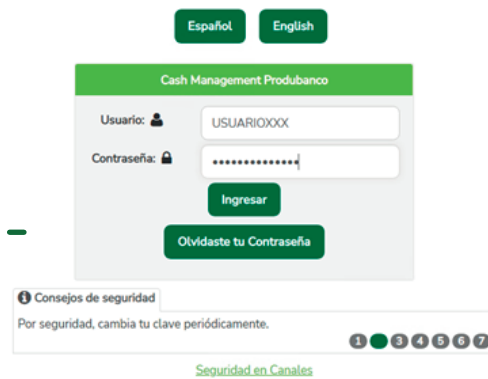 Español English
Cash Management Produbanco
Usuario:
USUARIOXXX
Contraseña:
••••••••••••••
Ingresar
Olvidaste tu Contraseña
Consejos de seguridad
Por seguridad, cambia tu clave periódicamente.
1 3 4 5 6 7
Seguridad en Canales